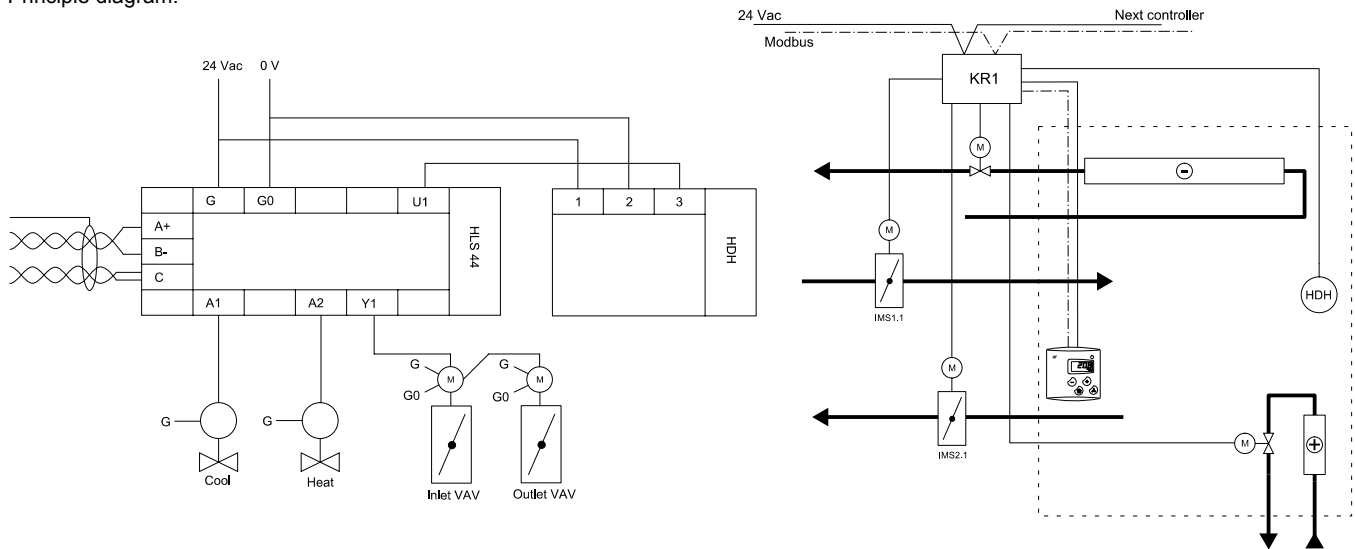 Principle diagram:
24 Vac 0 V
G G0 U1
A+
B-
C
A1 A2 Y1
HLS 44
1 2 3
HDH
G
G
G
G0
M
G
G0
M
Cool
Heat
Inlet VAV
Outlet VAV
24 Vac
Next controller
Modbus
KR1
M
M
IMS1.1
HDH
M
IMS2.1
M